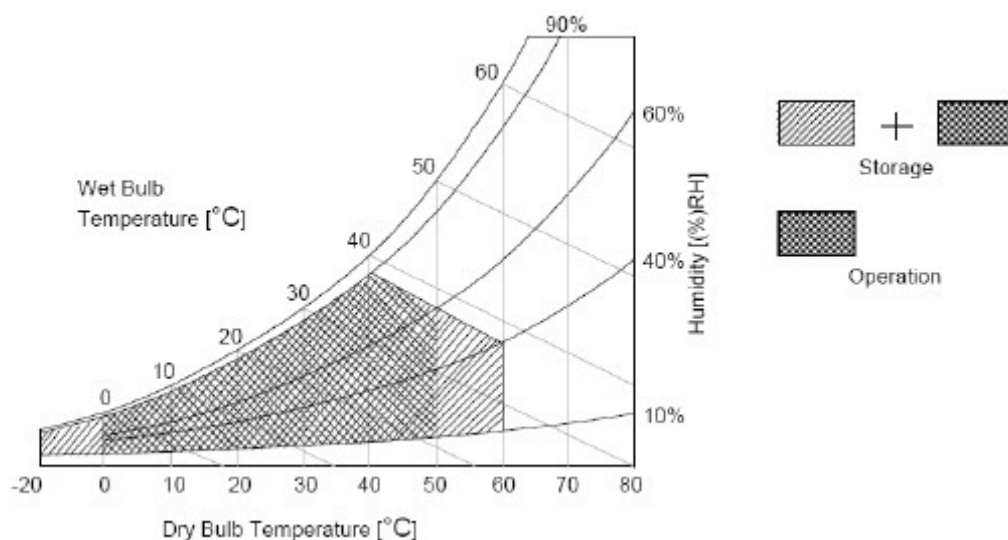 90%
60
60%
50
Wet Bulb
Temperature [°C]
40
40%
30
20
10
0
10%
Humidity [(%)RH]
-20 0 10 20 30 40 50 60 70 80
Dry Bulb Temperature [°C]
+
Storage
Operation